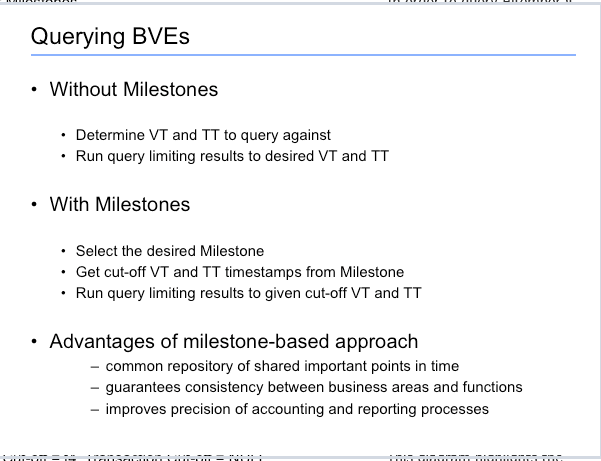 Querying BVEs
• Without Milestones
• Determine VT and TT to query against
• Run query limiting results to desired VT and TT
• With Milestones
• Select the desired Milestone
• Get cut-off VT and TT timestamps from Milestone
• Run query limiting results to given cut-off VT and TT
• Advantages of milestone-based approach
– common repository of shared important points in time
– guarantees consistency between business areas and functions
– improves precision of accounting and reporting processes